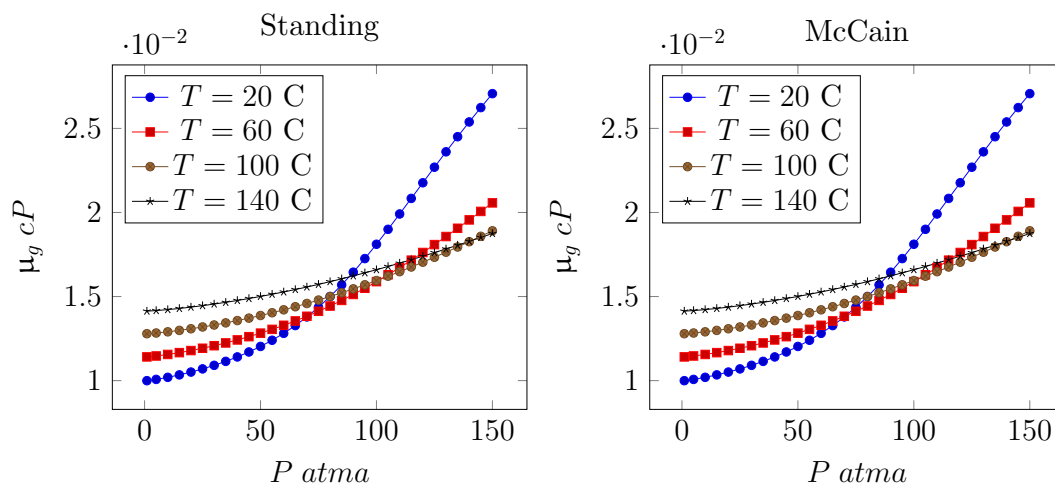 Standing
·10−2
T = 20 C
T = 60 C
T = 100 C
T = 140 C
2.5
2
1.5
1
0
50
100
150
P atma
μg cP
McCain
·10−2
T = 20 C
T = 60 C
T = 100 C
T = 140 C
2.5
2
1.5
1
0
50
100
150
P atma
μg cP